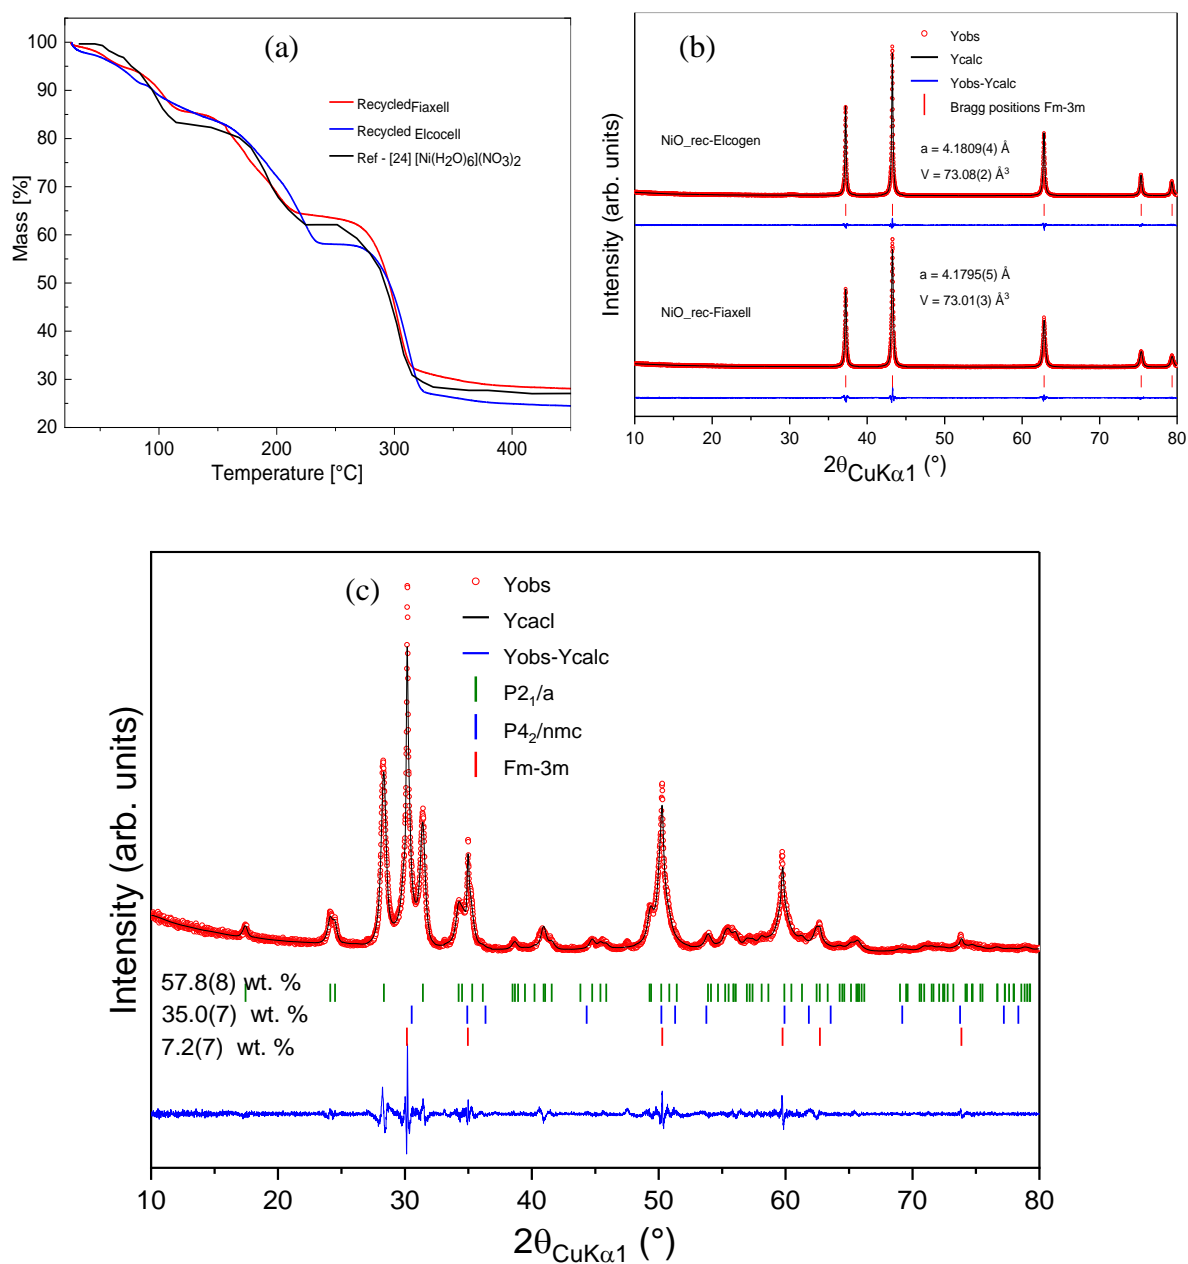 (a)
100
90
80
70
60
50
40
30
20
Mass [%]
Recycled Fiaxell
Recycled Elcocell
Ref - [24] [Ni(H2O)6](NO3)2
100
200
300
400
Temperature [°C]
(b)
Yobs
Ycalc
Yobs-Ycalc
Bragg positions Fm-3m
NiO_rec-Elcogen
a = 4.1809(4) Å
V = 73.08(2) Å³
NiO_rec-Fiaxell
a = 4.1795(5) Å
V = 73.01(3) Å³
Intensity (arb. units)
10
20
30
40
50
60
70
80
2θCuKα1 (°)
(c)
Yobs
Ycacl
Yobs-Ycalc
P2₁/a
P4₂/nmc
Fm-3m
Intensity (arb. units)
57.8(8) wt. %
35.0(7) wt. %
7.2(7) wt. %
10
20
30
40
50
60
70
80
2θCuKα1 (°)